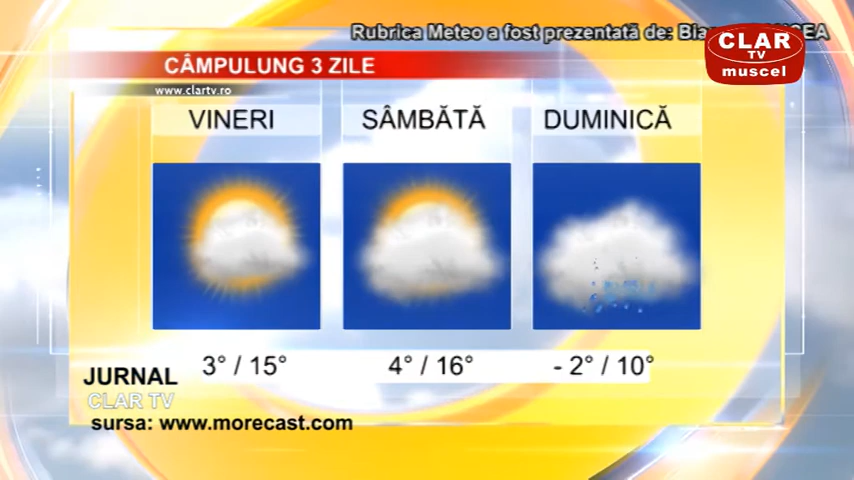 Rubrica Meteo a fost prezentată de:
CLAR
TV
muscel
CÂMPULUNG 3 ZILE
www.clartv.ro
VINERI SÂMBĂTĂ DUMINICĂ
3° / 15° 4° / 16° - 2° / 10°
JURNAL
CLAR TV
sursa: www.morecast.com